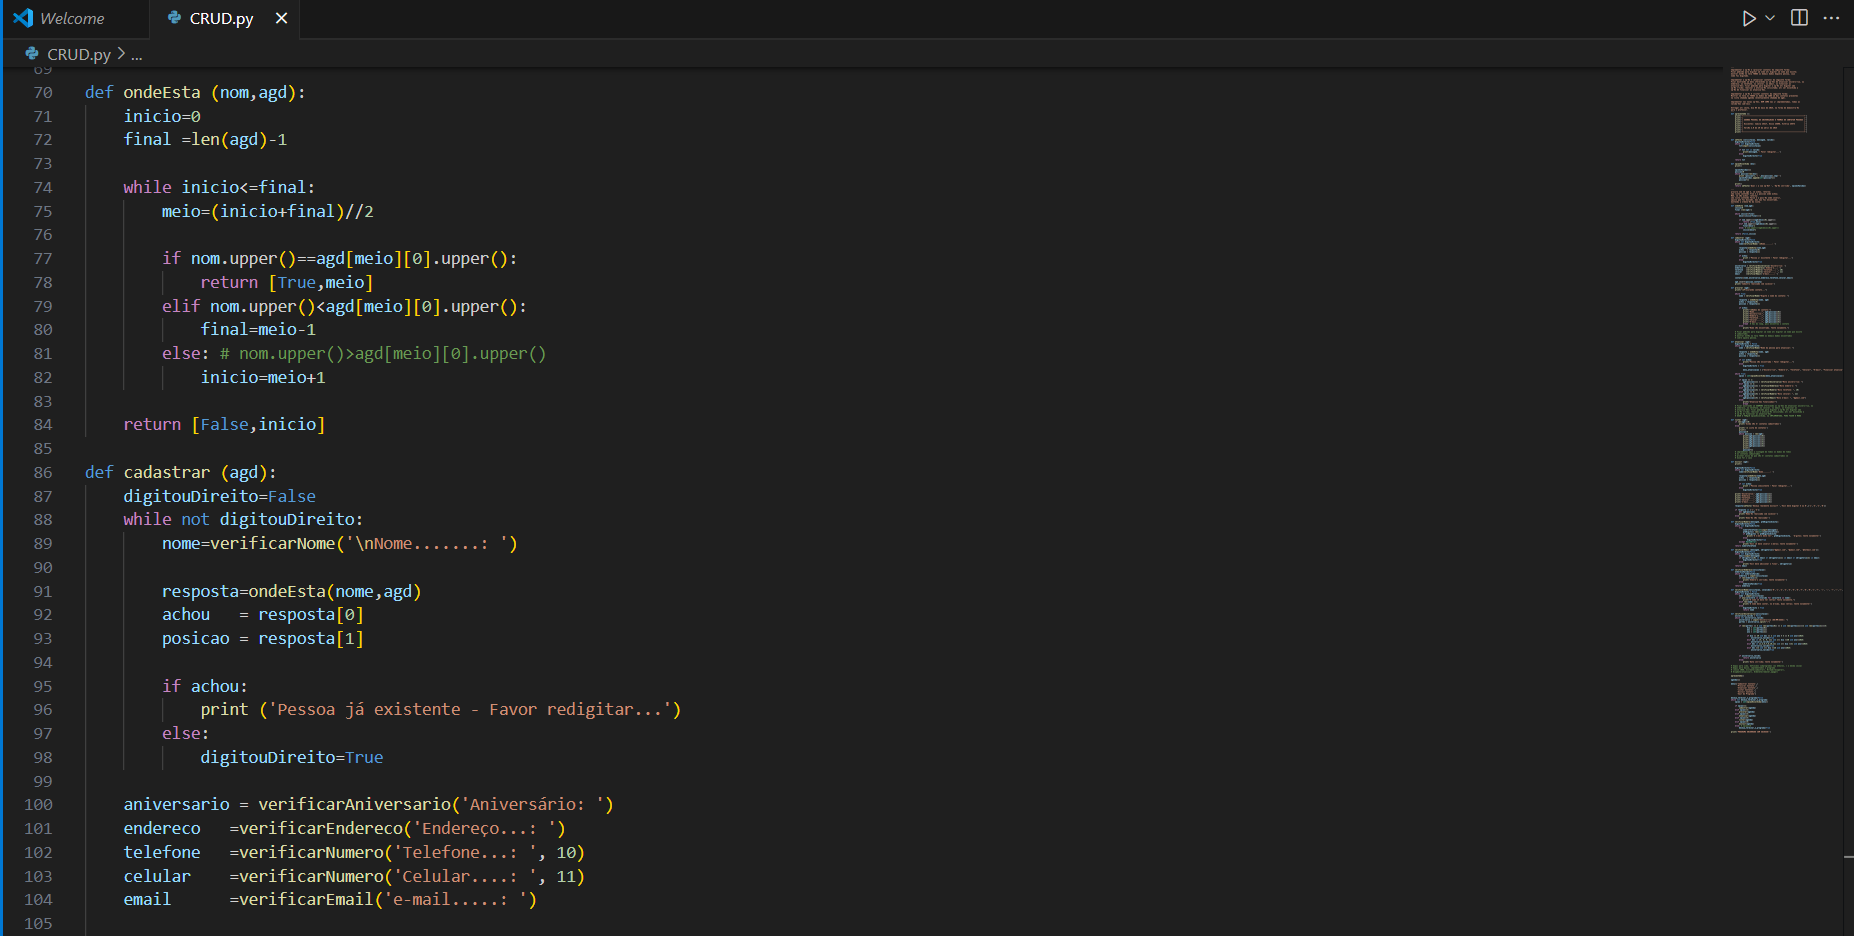 Welcome
CRUD.py
CRUD.py > ...
69
70 def ondeEsta (nom,agd):
71     inicio=0
72     final =len(agd)-1
73
74     while inicio<=final:
75         meio=(inicio+final)//2
76
77         if nom.upper()==agd[meio][0].upper():
78             return [True,meio]
79         elif nom.upper()<agd[meio][0].upper():
80             final=meio-1
81         else: # nom.upper()>agd[meio][0].upper()
82             inicio=meio+1
83
84     return [False,inicio]
85
86 def cadastrar (agd):
87     digitouDireito=False
88     while not digitouDireito:
89         nome=verificarNome('\nNome.......: ')
90
91         resposta=ondeEsta(nome,agd)
92         achou   = resposta[0]
93         posicao = resposta[1]
94
95         if achou:
96             print ('Pessoa já existente - Favor redigitar...')
97         else:
98             digitouDireito=True
99
100     aniversario = verificarAniversario('Aniversário: ')
101     endereco   =verificarEndereco('Endereço...: ')
102     telefone   =verificarNumero('Telefone...: ', 10)
103     celular    =verificarNumero('Celular....: ', 11)
104     email      =verificarEmail('e-mail.....: ')
105